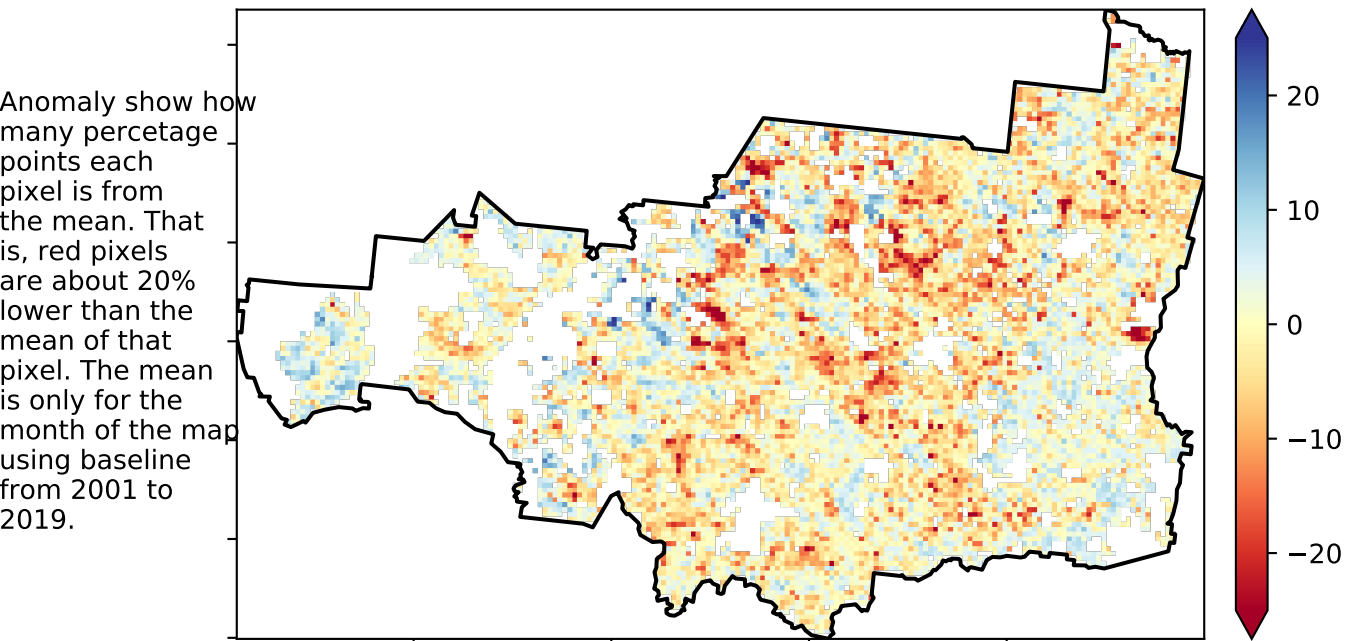 Anomaly show how
many percetage
points each
pixel is from
the mean. That
is, red pixels
are about 20%
lower than the
mean of that
pixel. The mean
is only for the
month of the map
using baseline
from 2001 to
2019.
20
10
0
−10
−20